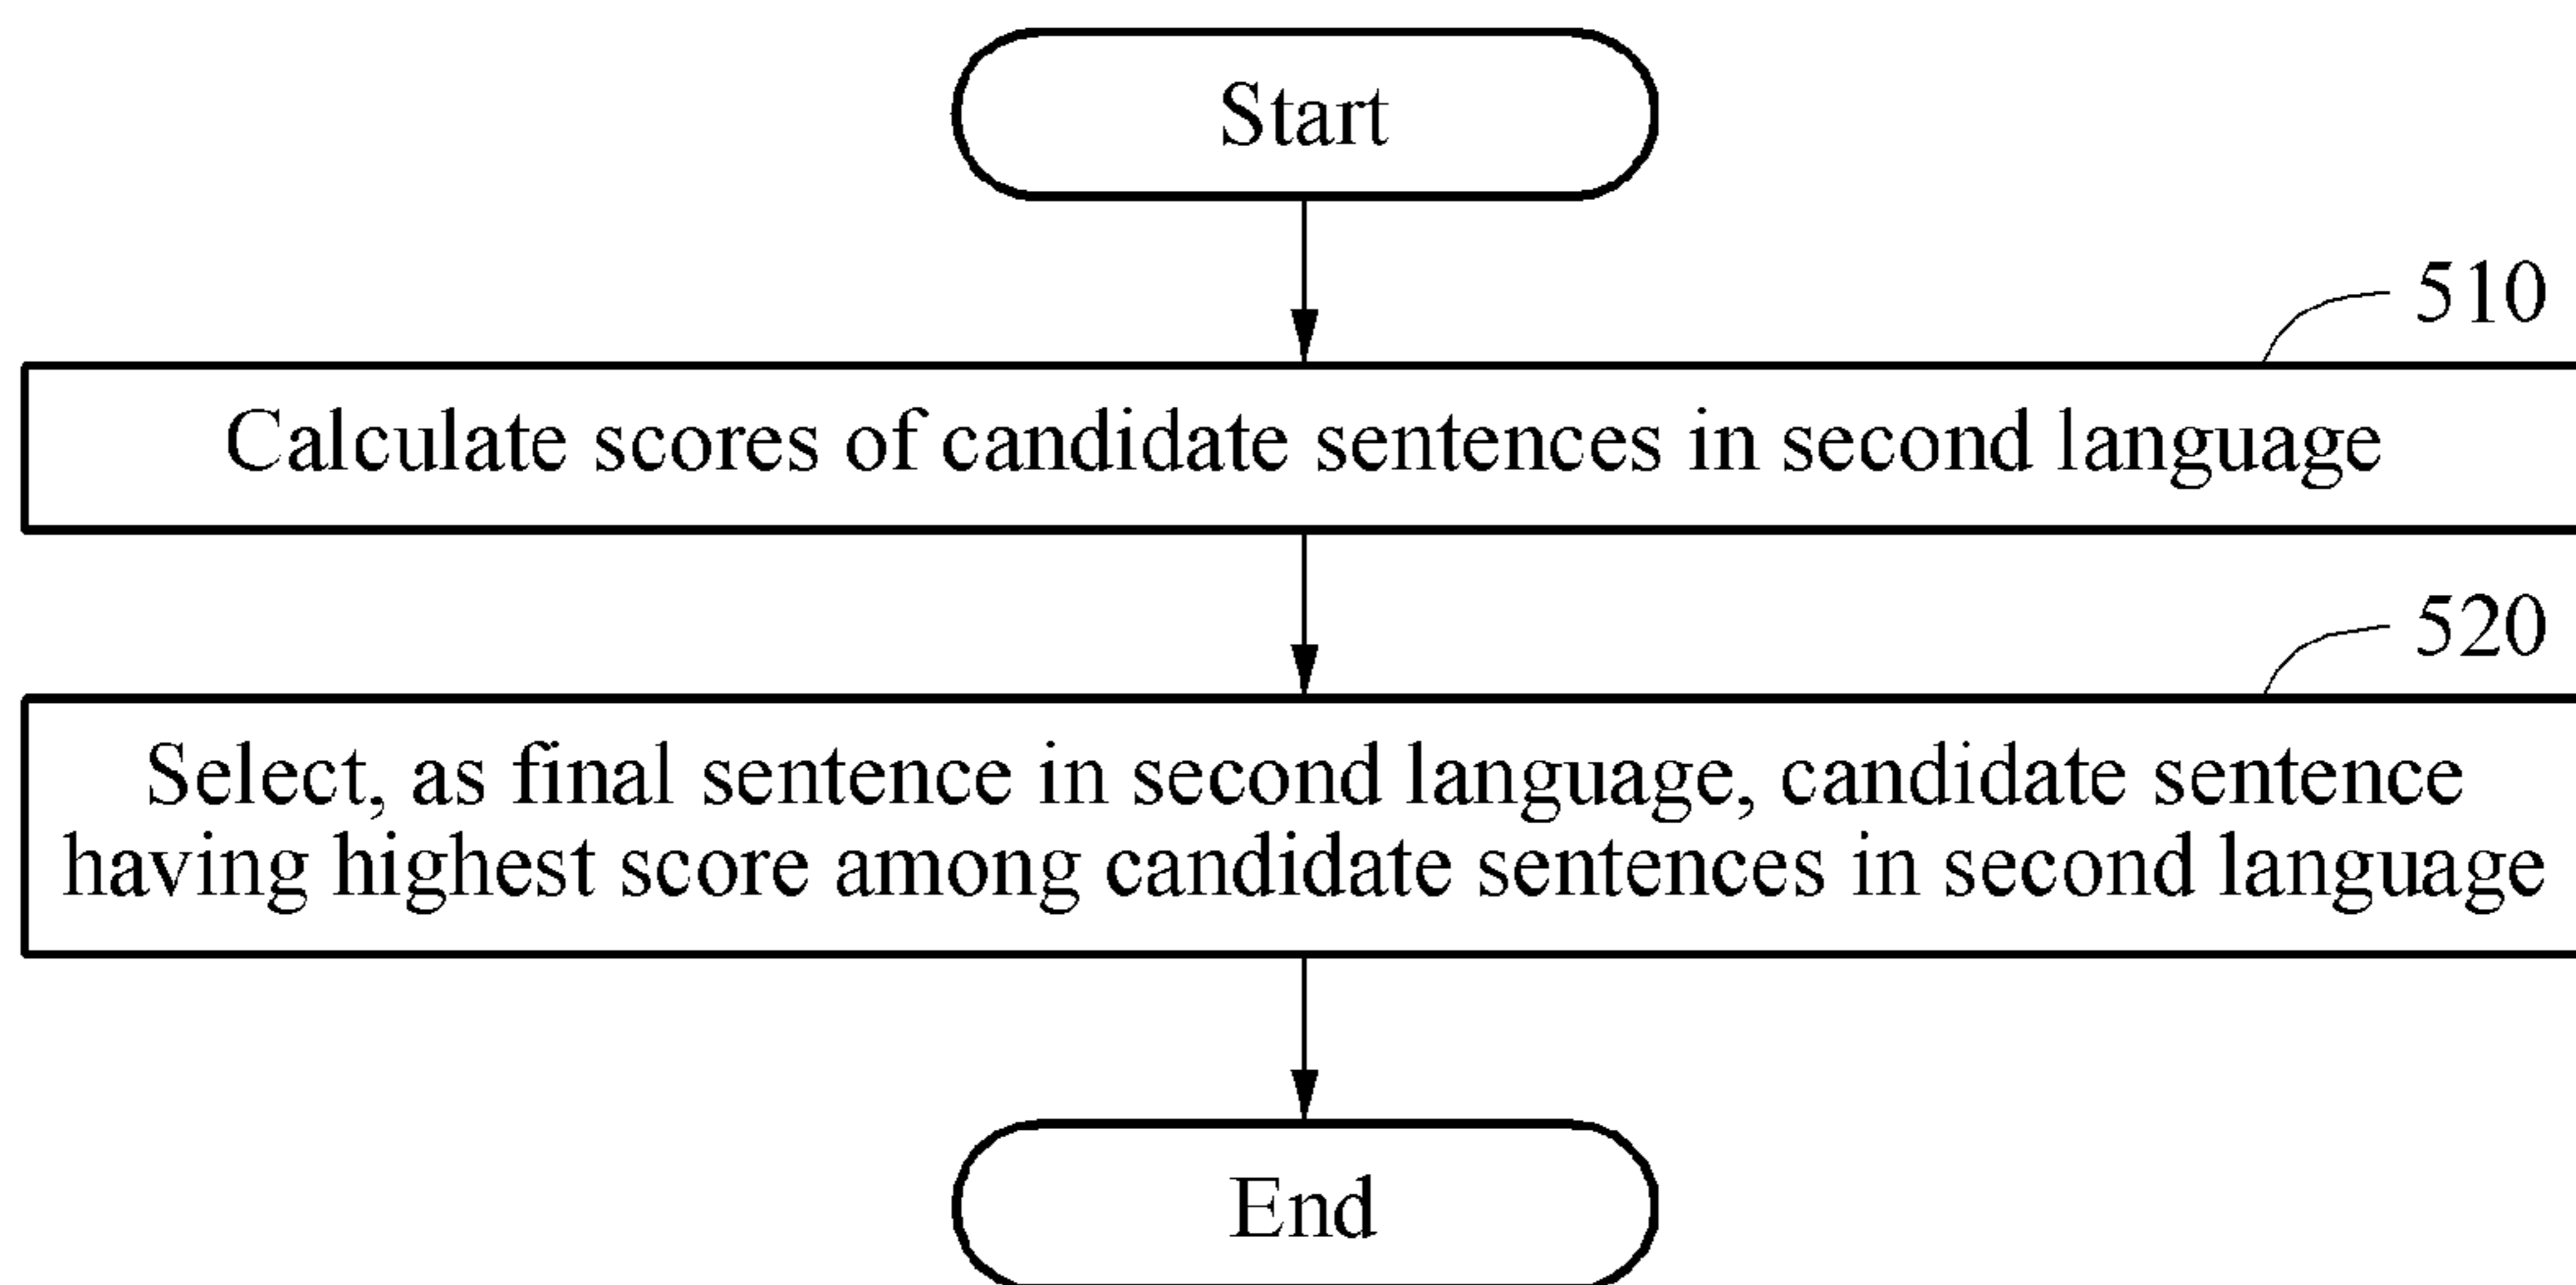 Start
510
Calculate scores of candidate sentences in second language
520
Select, as final sentence in second language, candidate sentence
having highest score among candidate sentences in second language
End